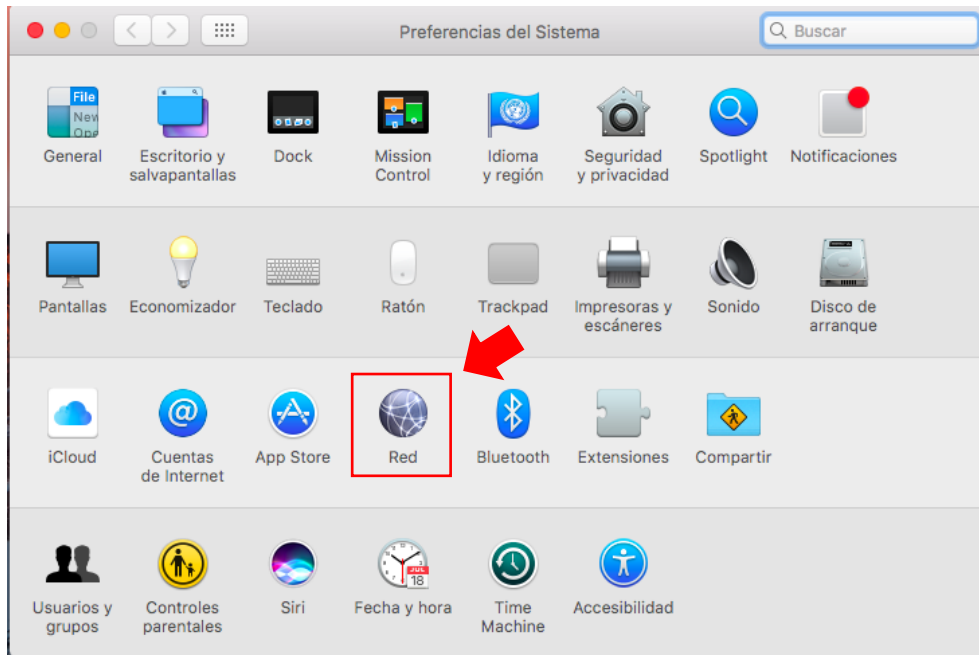 Preferencias del Sistema
Buscar
File
New
Ope
General
Escritorio y
salvapantallas
Dock
Mission
Control
Idioma
y región
Seguridad
y privacidad
Spotlight
Notificaciones
Pantallas
Economizador
Teclado
Ratón
Trackpad
Impresoras y
escáneres
Sonido
Disco de
arranque
@
iCloud
Cuentas
de Internet
App Store
Red
Bluetooth
Extensiones
Compartir
JUL
18
Usuarios y
grupos
Controles
parentales
Siri
Fecha y hora
Time
Machine
Accesibilidad